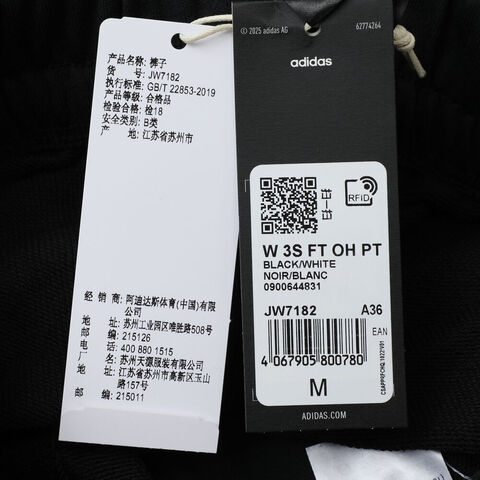 产品名称: 裤子
货 号: JW7182
执行标准: GB/T 22853-2019
产品等级: 合格品
检验合格: 检18
安全类别: B类
产 地: 江苏省苏州市
经 销 商: 阿迪达斯体育(中国)有限
公司
地 址: 苏州工业园区唯胜路508号
邮 编: 215126
电 话: 400 880 1515
厂 名: 苏州天源服装有限公司
地 址: 江苏省苏州市高新区玉山
路157号
邮 编: 215011
© 2025 adidas AG
62774264
adidas
RFID
W 3S FT OH PT
BLACK/WHITE
NOIR/BLANC
0900644831
JW7182 A36
EAN
4 067905 800780
M
ADIDAS.COM